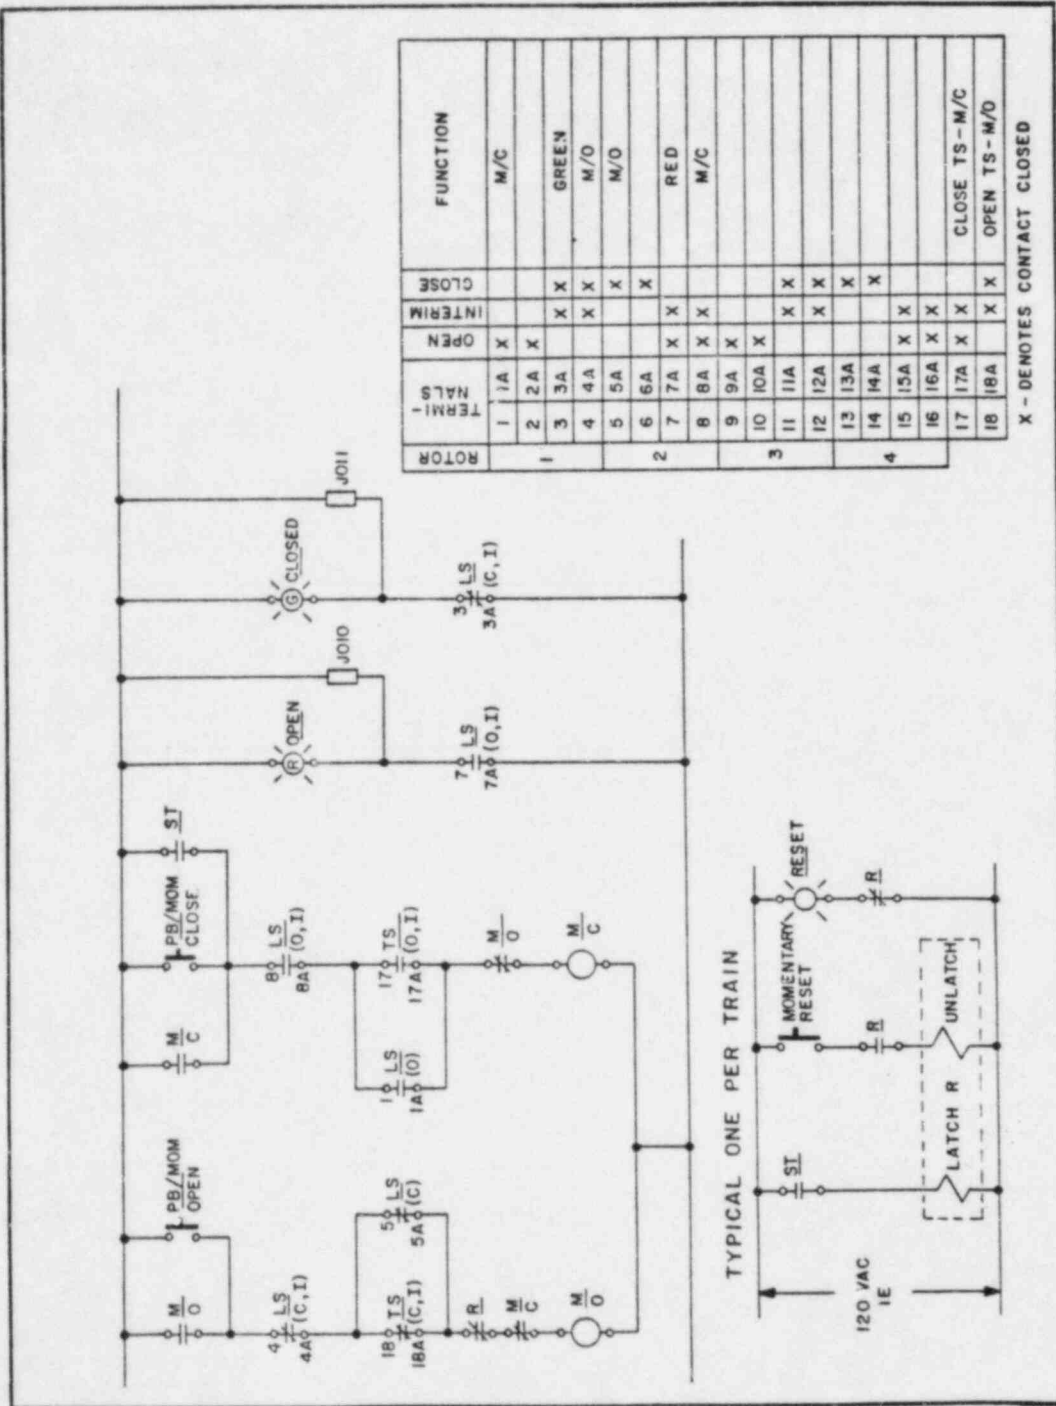 M
O
PB/MOM
OPEN
4 LS
4A (C,I)
18 TS
18A (C,I)
5 LS
5A (C)
R
M
C
M
O
M
C
PB/MOM
CLOSE
ST
8 LS
(O,I)
8A
1 LS
1A (O)
17 TS
17A (O,I)
M
O
M
C
R OPEN
JO10
7 LS
7A (O,I)
G CLOSED
JO11
3 LS
3A (C,I)
TYPICAL ONE PER TRAIN
120 VAC
IE
ST
LATCH R
MOMENTARY
RESET
R
UNLATCH
RESET
R
ROTOR TERMI-NALS OPEN INTERIM CLOSE FUNCTION
1 1 1A X M/C
2 2A X
3 3A X X GREEN
4 4A X X M/O
2 5 5A X M/O
6 6A X
7 7A X X RED
8 8A X X M/C
3 9 9A X
10 10A X
11 11A X X
12 12A X X
4 13 13A X
14 14A X
15 15A X X
16 16A X X
17 17A X X CLOSE TS-M/C
18 18A X X OPEN TS-M/O
X - DENOTES CONTACT CLOSED